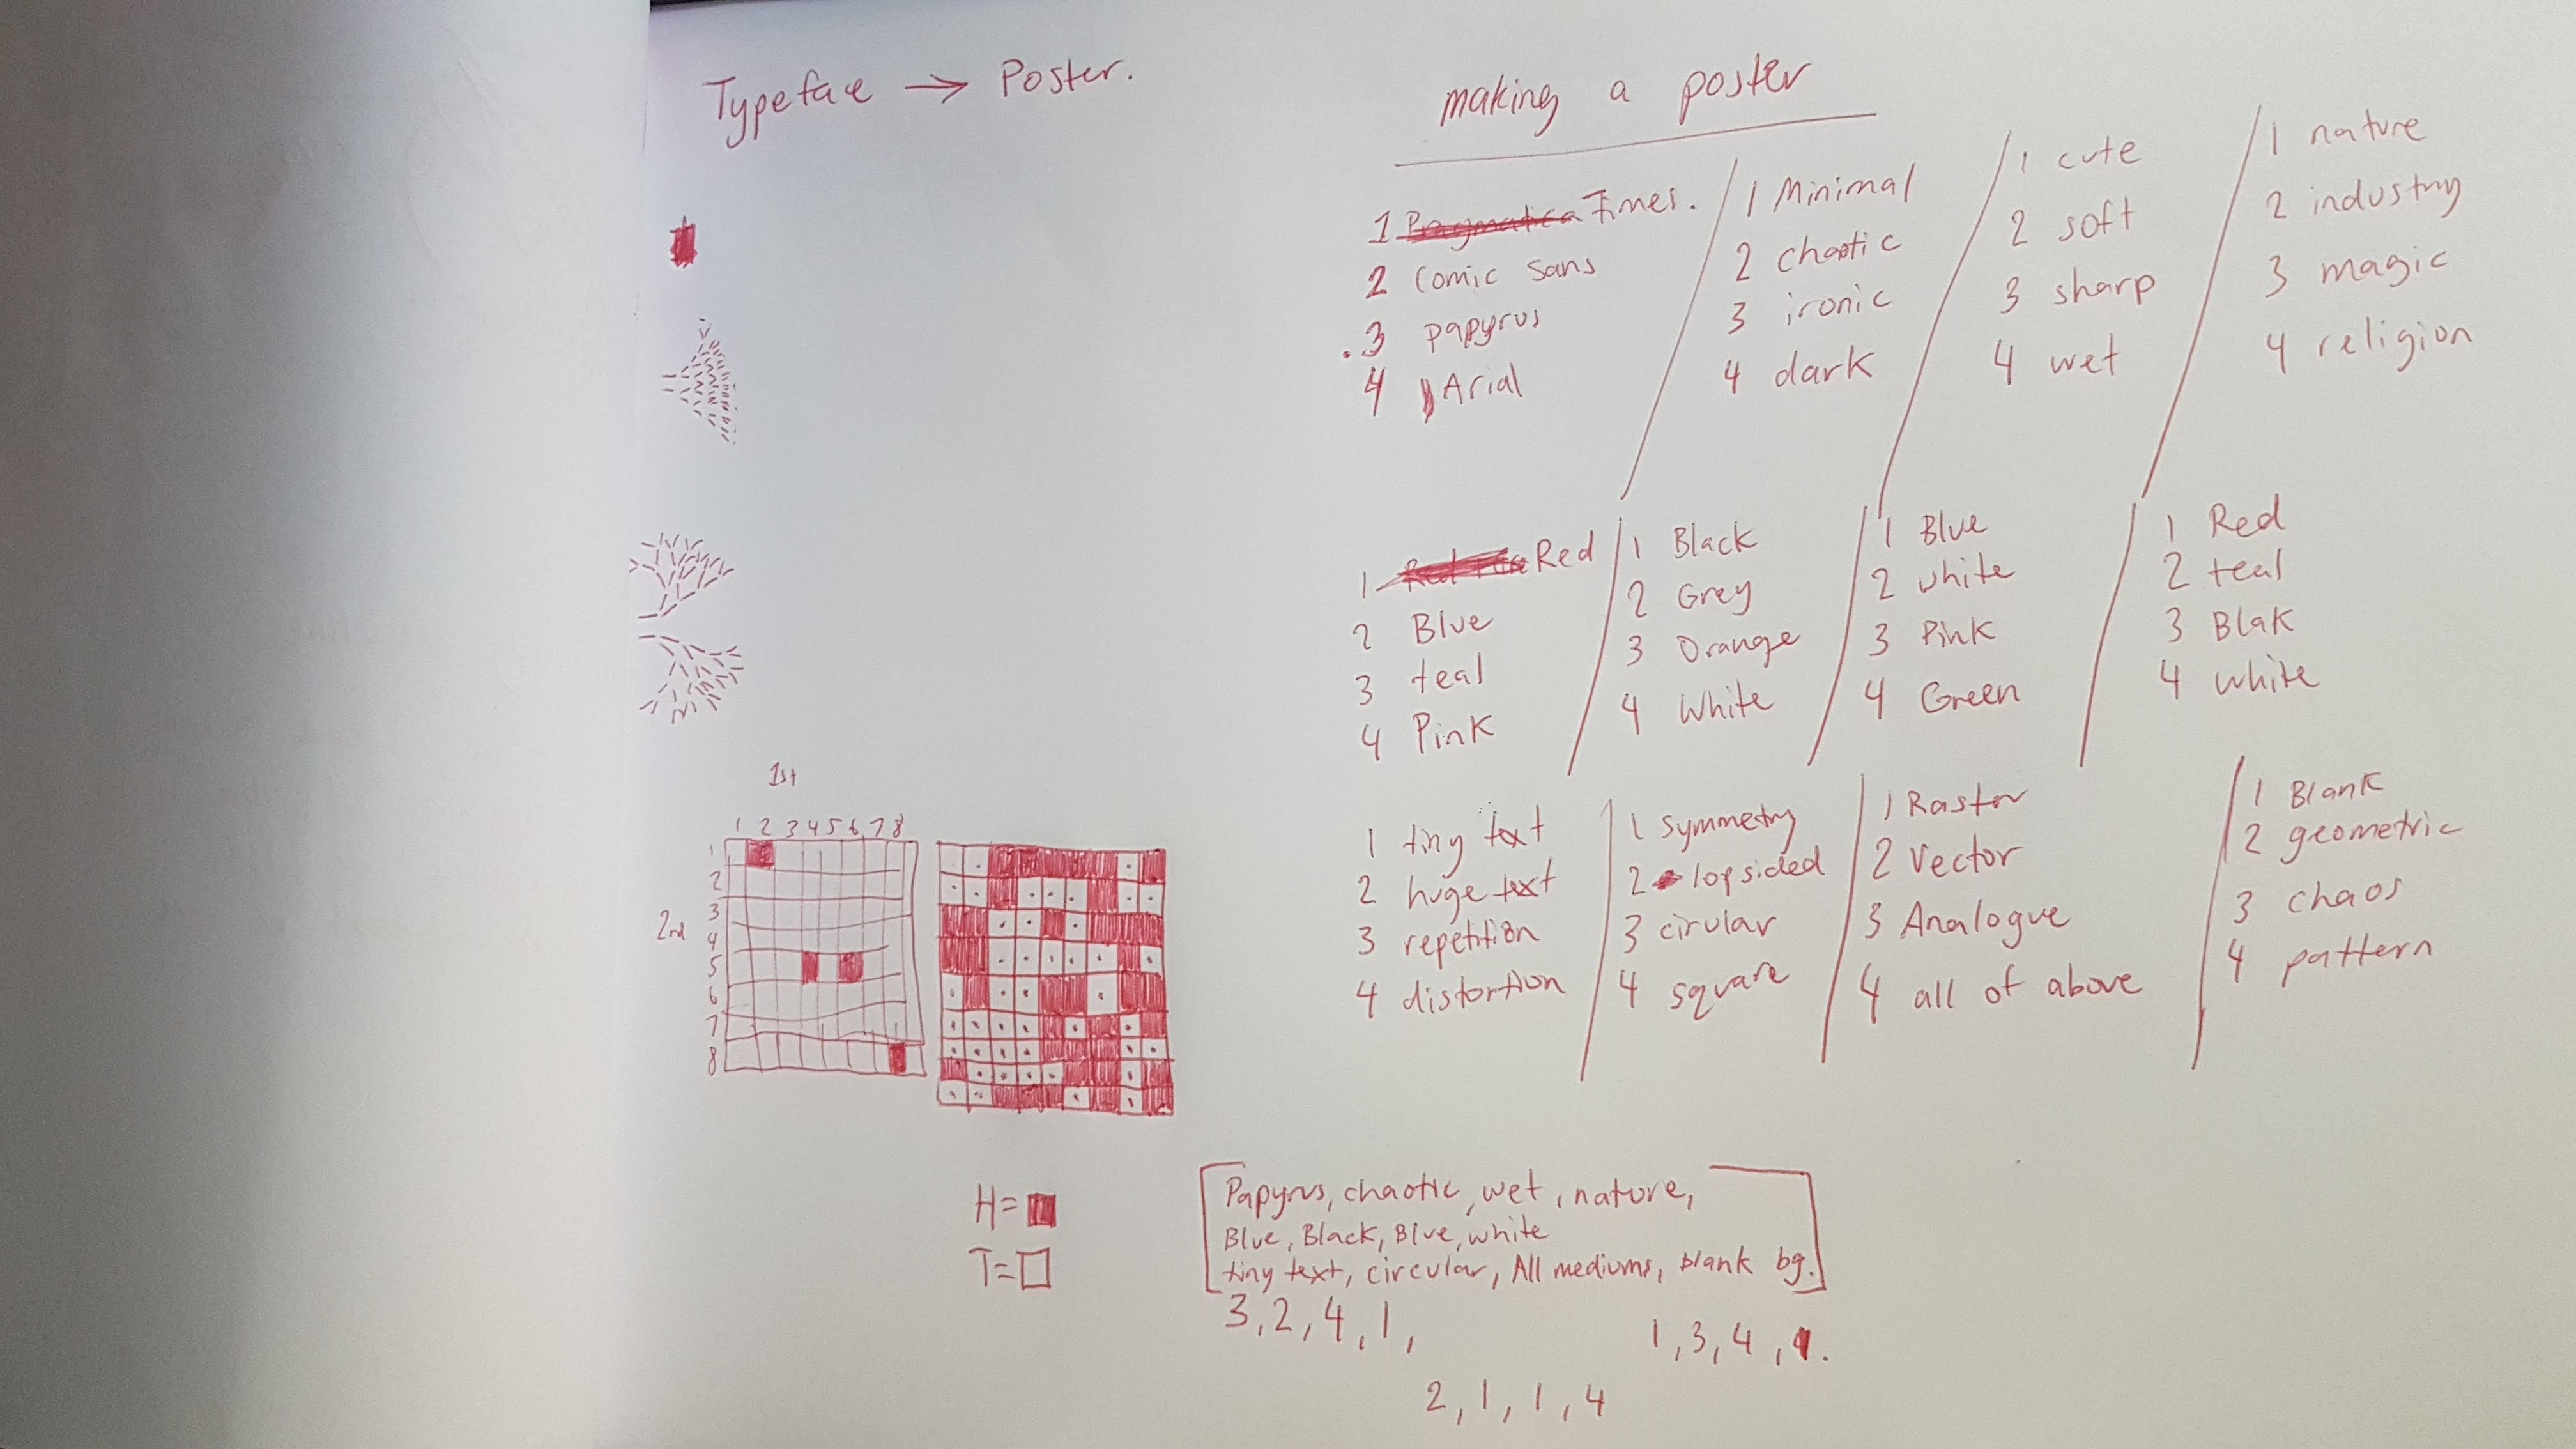 Typeface → Poster.
making a poster
1 Pragmatica Times.
2 Comic Sans
3 papyrus
4 Arial
1 Minimal
2 chaotic
3 ironic
4 dark
1 cute
2 soft
3 sharp
4 wet
1 nature
2 industry
3 magic
4 religion
1 Red
2 Blue
3 teal
4 Pink
1 Black
2 Grey
3 Orange
4 White
1 Blue
2 white
3 Pink
4 Green
1 Red
2 teal
3 Blak
4 white
1 tiny text
2 huge text
3 repetition
4 distortion
1 symmetry
2 lopsided
3 cirular
4 square
1 Rastor
2 Vector
3 Analogue
4 all of above
1 Blank
2 geometric
3 chaos
4 pattern
1st
1 2 3 4 5 6 7 8
2nd
1
2
3
4
5
6
7
8
H=
T=
Papyrus, chaotic, wet, nature,
Blue, Black, Blue, white
tiny text, circular, All mediums, blank bg.
3, 2, 4, 1,
1, 3, 4, 1.
2, 1, 1, 4